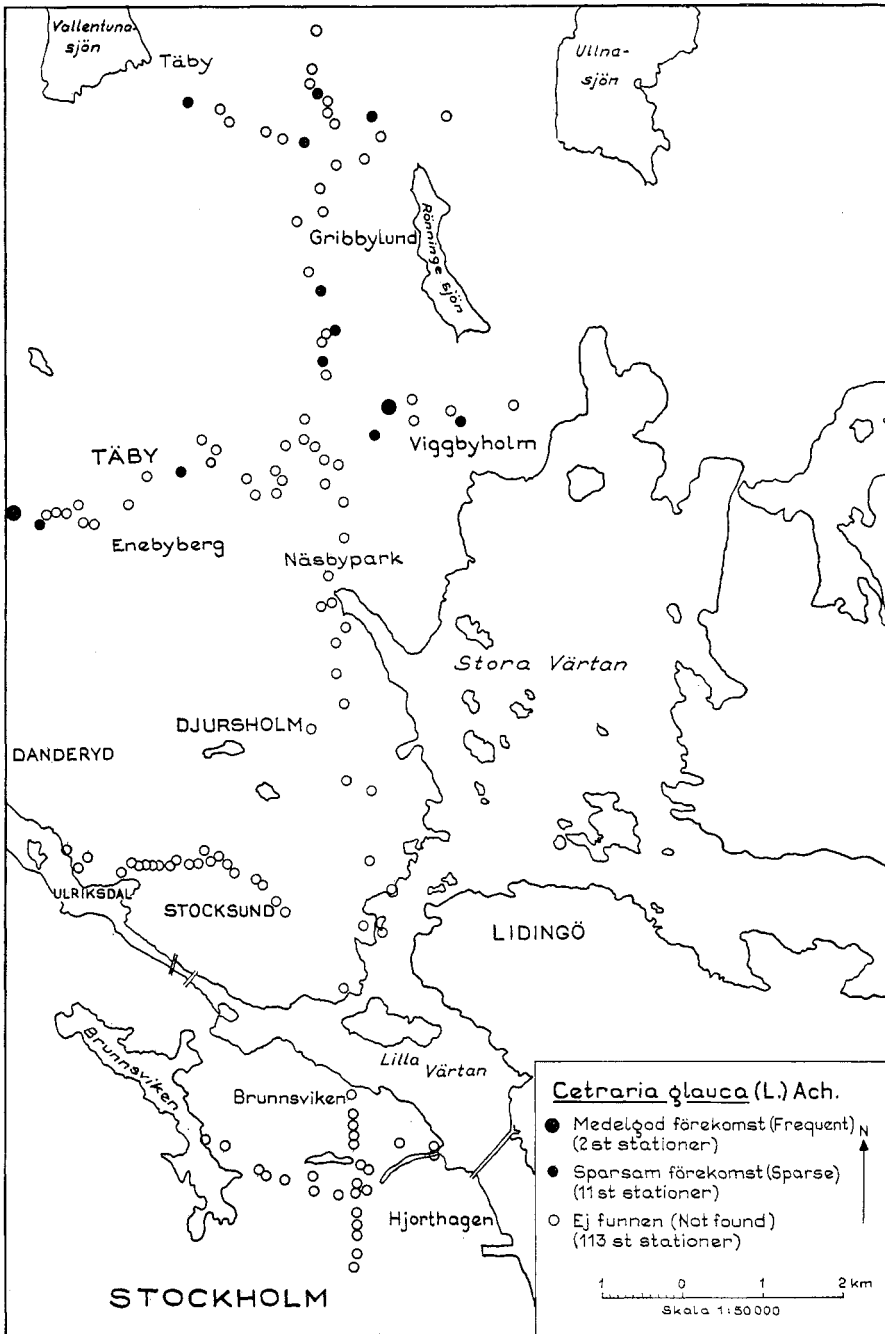 Vallentuna-
sjön
Täby
Ullna-
sjön
Gribbylund
Rönninge sjön
TÄBY
Viggbyholm
Enebyberg
Näsbypark
Stora Värtan
DJURSHOLM
DANDERYD
ULRIKSDAL
STOCKSUND
LIDINGÖ
Brunnsviken
Lilla
Värtan
Brunnsviken
Hjorthagen
STOCKHOLM
Cetraria glauca (L.) Ach.
Medelgod förekomst (Frequent)
(2 st stationer)
N
Sparsam förekomst (Sparse)
(11 st stationer)
Ej funnen (Not found)
(113 st stationer)
1 0 1 2 km
Skala 1:50000